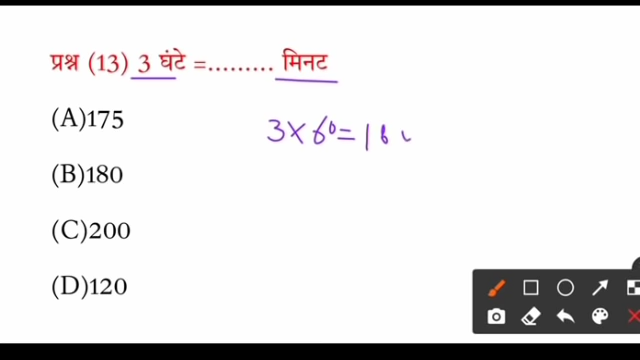 प्रश्न (13) 3 घंटे =......... मिनट
(A)175
3×60=18
(B)180
(C)200
(D)120